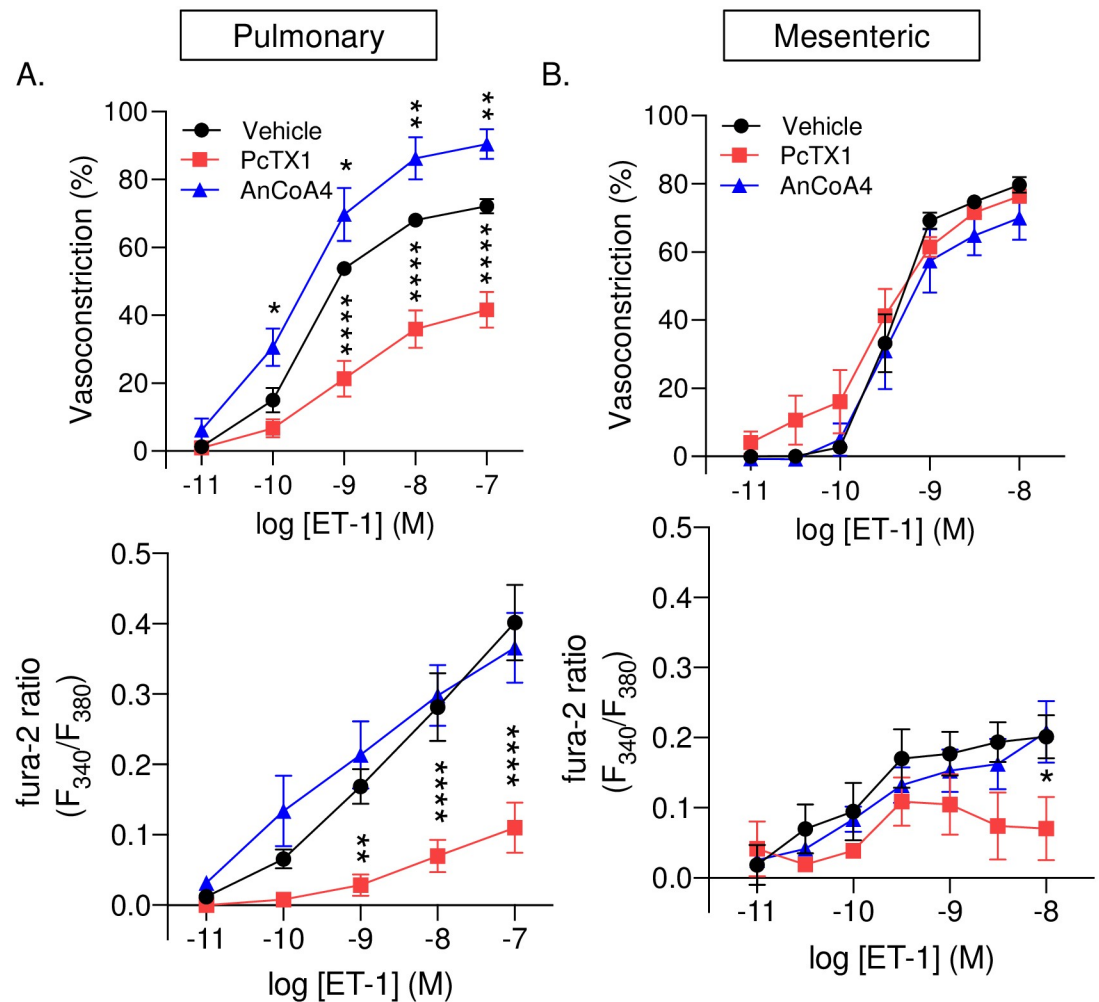 Pulmonary
Mesenteric
A.
B.
Vasoconstriction (%)
100
80
60
40
20
0
Vehicle
PcTX1
AnCoA4
*
*
**
**
****
****
****
-11
-10
-9
-8
-7
log [ET-1] (M)
Vasoconstriction (%)
100
80
60
40
20
0
Vehicle
PcTX1
AnCoA4
-11
-10
-9
-8
log [ET-1] (M)
fura-2 ratio
(F340/F380)
0.5
0.4
0.3
0.2
0.1
0.0
**
****
****
-11
-10
-9
-8
-7
log [ET-1] (M)
fura-2 ratio
(F340/F380)
0.5
0.4
0.3
0.2
0.1
0.0
*
-11
-10
-9
-8
log [ET-1] (M)